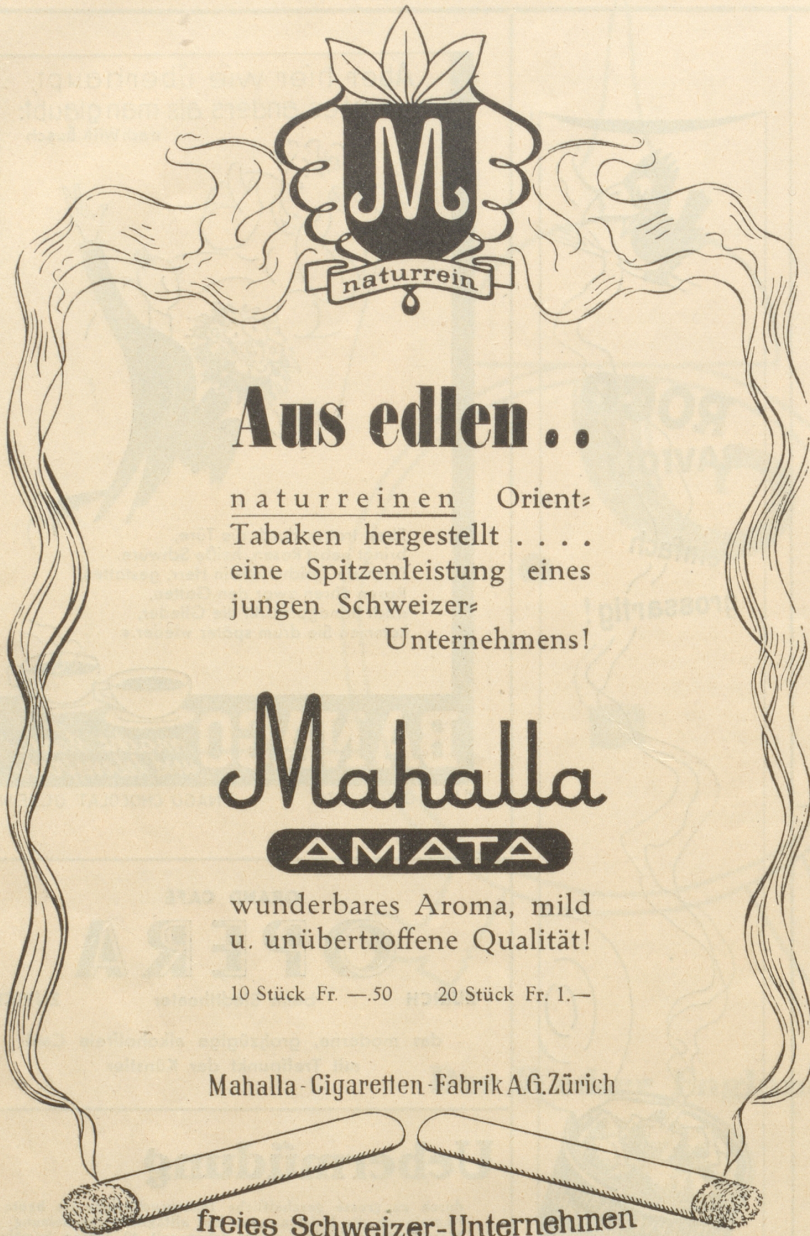 M
naturrein
Aus edlen . .
naturreinen Orient-
Tabaken hergestellt . . . .
eine Spitzenleistung eines
jungen Schweizer-
Unternehmens!
Mahalla
AMATA
wunderbares Aroma, mild
u. unübertroffene Qualität!
10 Stück Fr. —.50 20 Stück Fr. 1.—
Mahalla-Cigaretten-Fabrik A.G. Zürich
freies Schweizer-Unternehmen